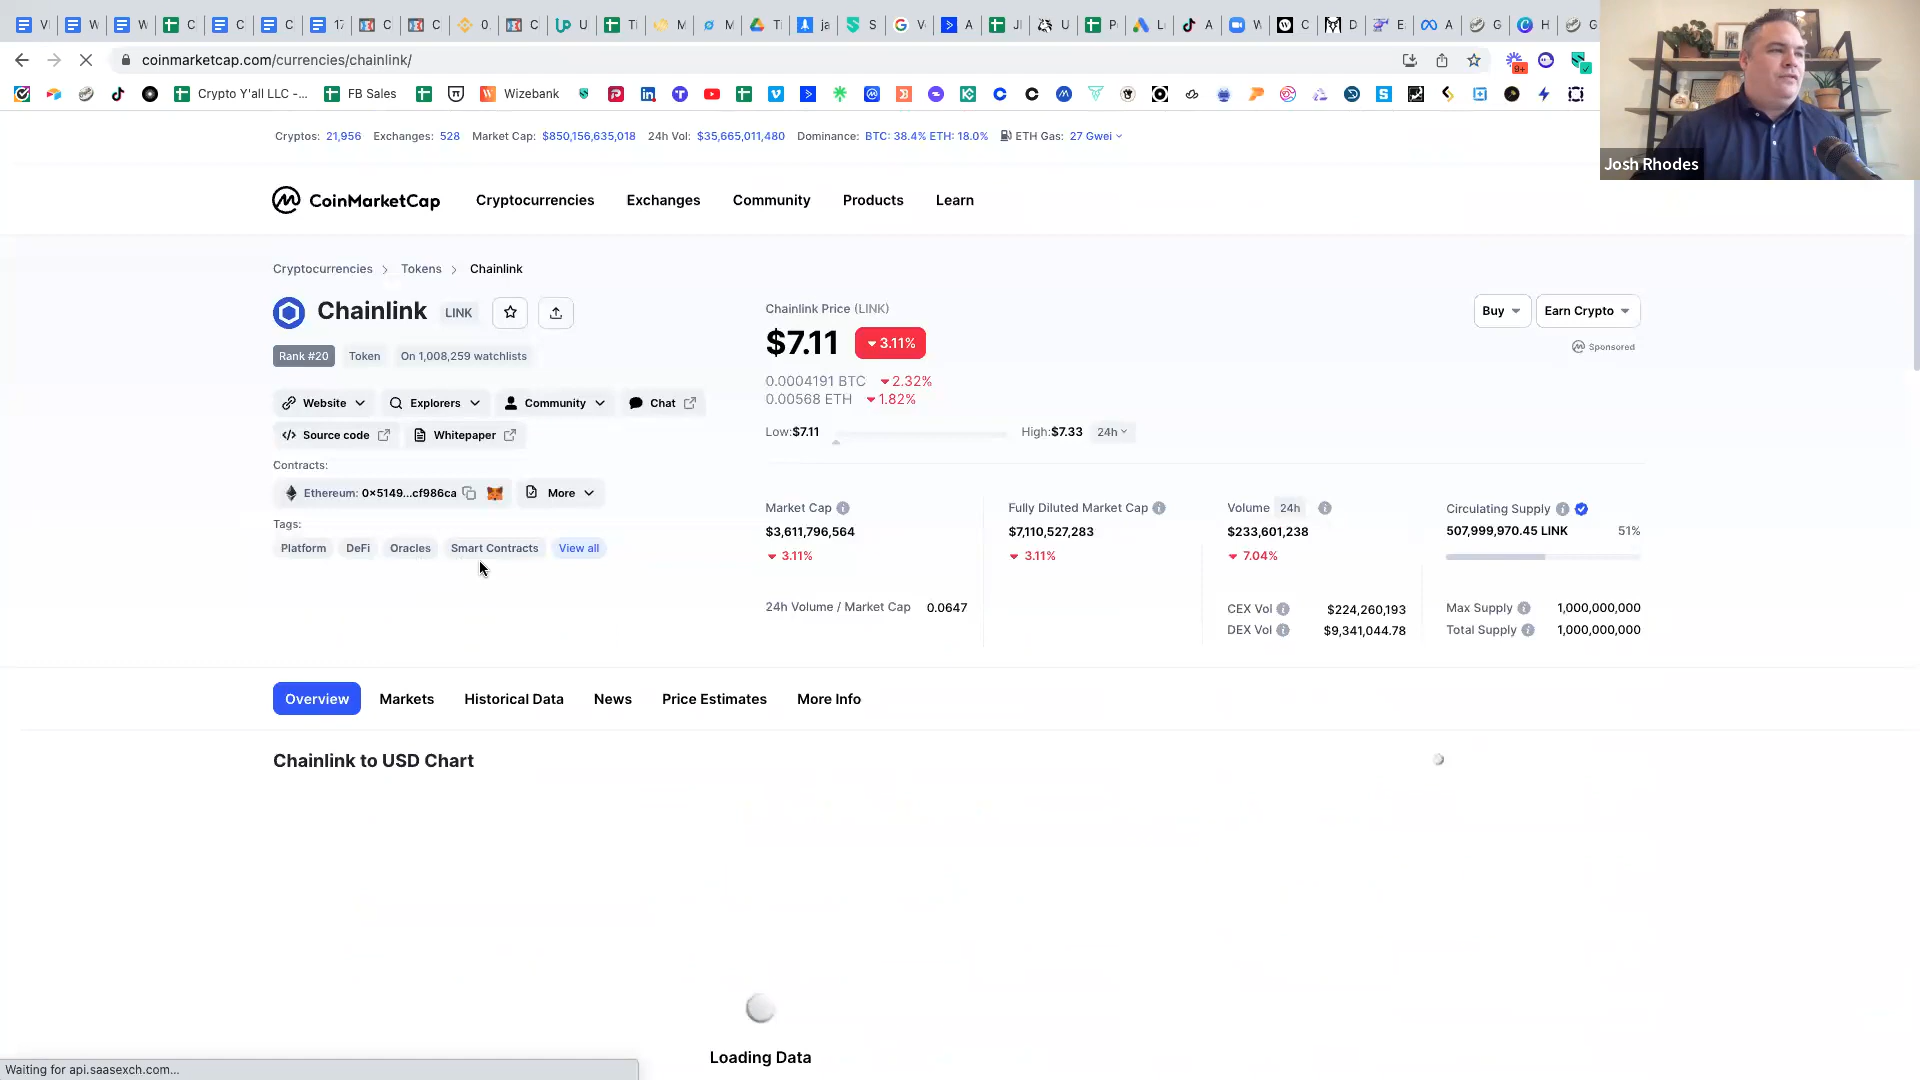 coinmarketcap.com/currencies/chainlink/
Crypto Y'all LLC -... FB Sales Wizebank
Josh Rhodes
Cryptos: 21,956 Exchanges: 528 Market Cap: $850,156,635,018 24h Vol: $35,665,011,480 Dominance: BTC: 38.4% ETH: 18.0% ETH Gas: 27 Gwei
CoinMarketCap Cryptocurrencies Exchanges Community Products Learn
Cryptocurrencies > Tokens > Chainlink
Chainlink LINK
Rank #20 Token On 1,008,259 watchlists
Website Explorers Community Chat
Source code Whitepaper
Contracts:
Ethereum: 0x5149...cf986ca More
Tags:
Platform DeFi Oracles Smart Contracts View all
Chainlink Price (LINK)
$7.11 3.11%
0.0004191 BTC 2.32%
0.00568 ETH 1.82%
Low:$7.11 High:$7.33 24h
Buy Earn Crypto
Sponsored
Market Cap
$3,611,796,564
3.11%
24h Volume / Market Cap 0.0647
Fully Diluted Market Cap
$7,110,527,283
3.11%
Volume 24h
$233,601,238
7.04%
CEX Vol $224,260,193
DEX Vol $9,341,044.78
Circulating Supply
507,999,970.45 LINK 51%
Max Supply 1,000,000,000
Total Supply 1,000,000,000
Overview Markets Historical Data News Price Estimates More Info
Chainlink to USD Chart
Loading Data
Waiting for api.saasexch.com...